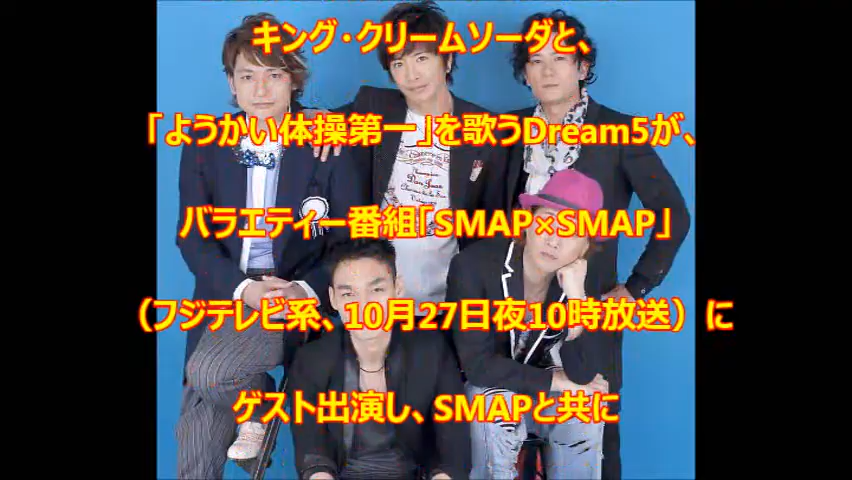 キング・クリームソーダと、
「ようかい体操第一」を歌うDream5が、
バラエティー番組「SMAP×SMAP」
（フジテレビ系、10月27日夜10時放送）に
ゲスト出演し、SMAPと共に
Don Juan